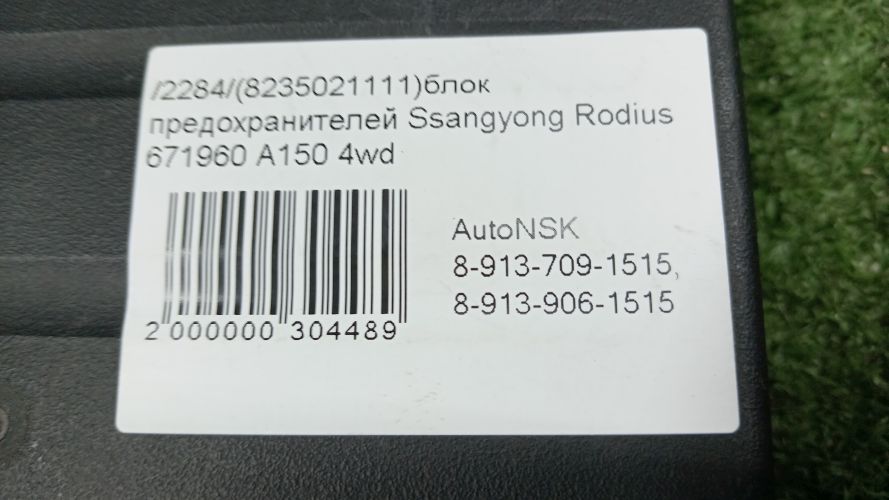 /2284/(8235021111)блок
предохранителей Ssangyong Rodius
671960 A150 4wd
AutoNSK
8-913-709-1515,
8-913-906-1515
2 000000 304489